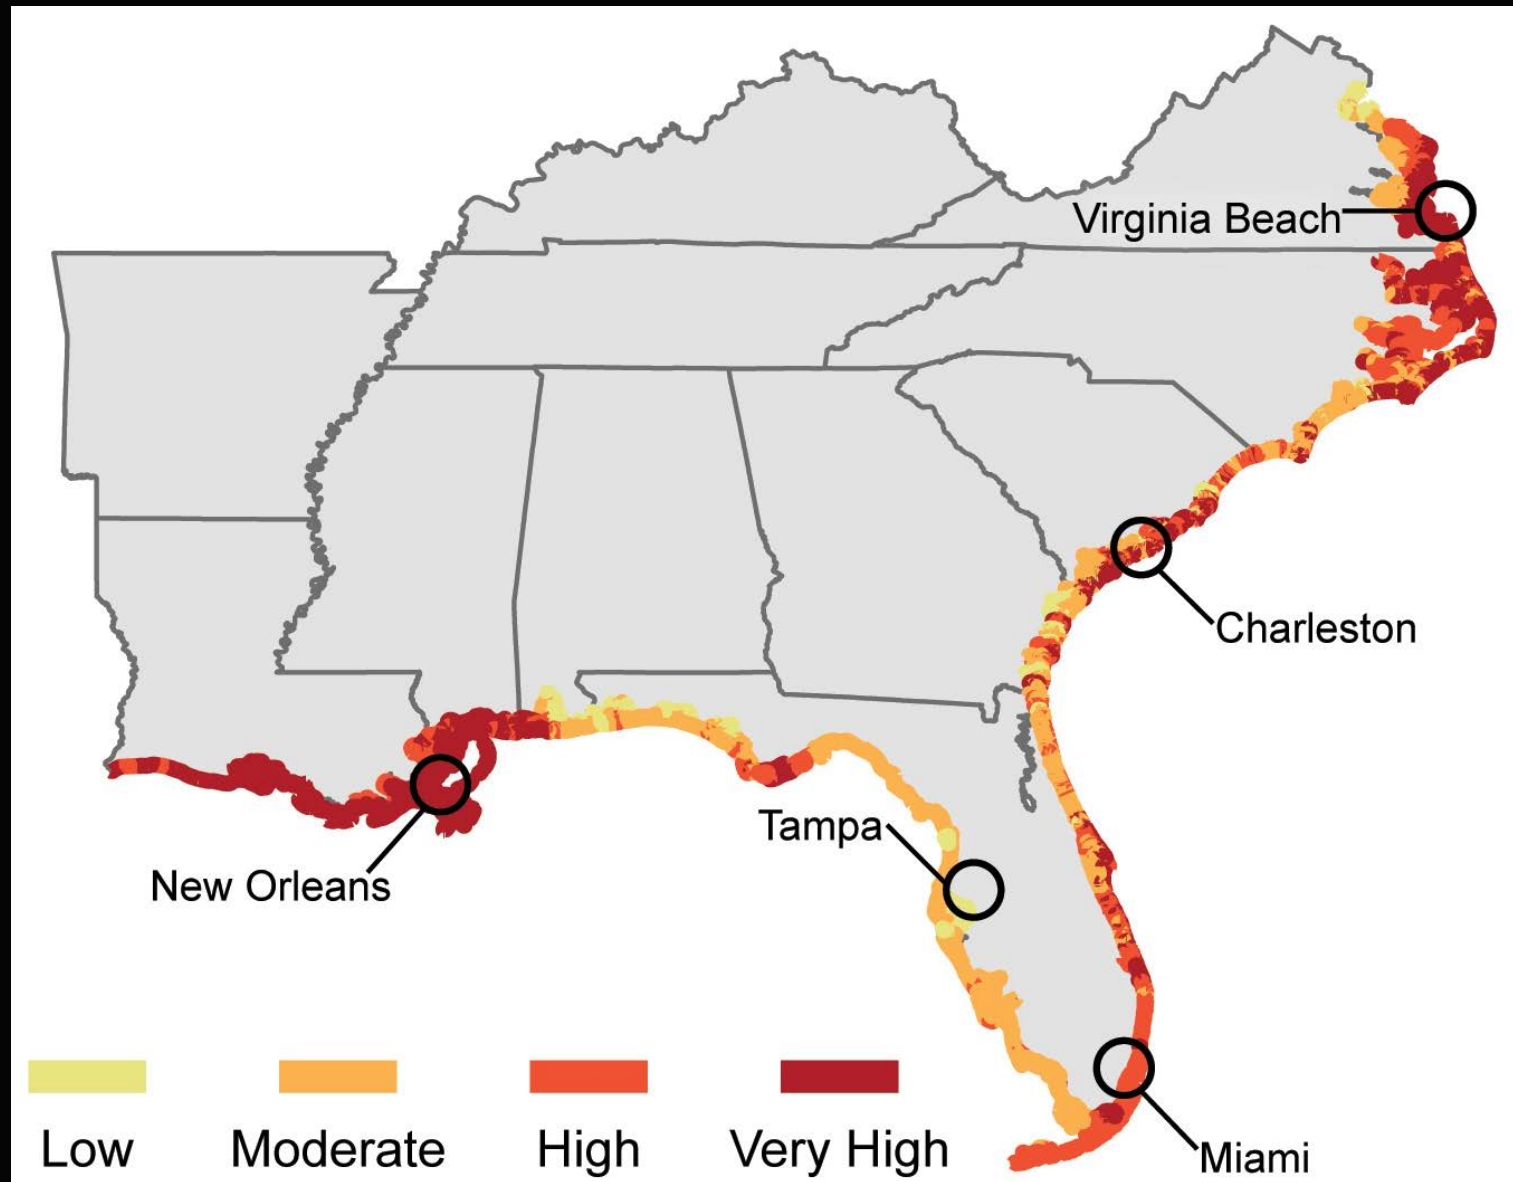 Virginia Beach
Charleston
Tampa
New Orleans
Miami
Low
Moderate
High
Very High